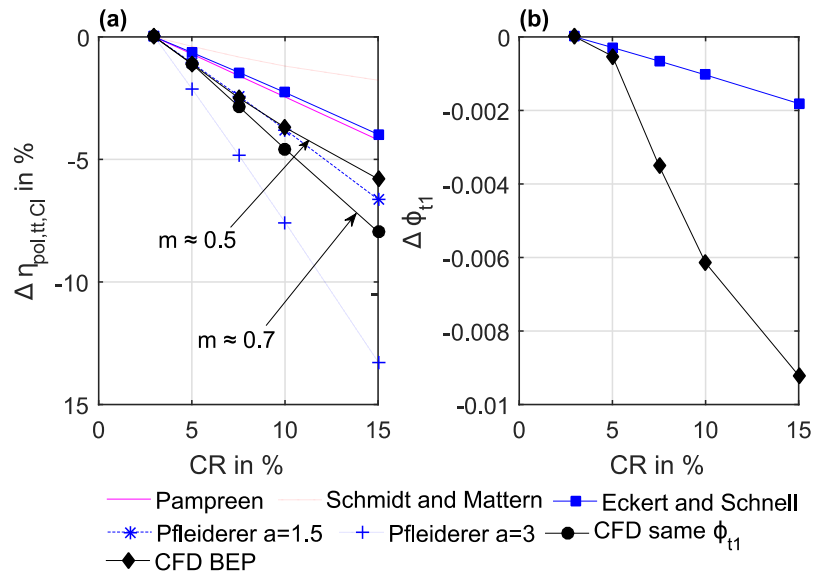 (a)
(b)
0
-5
-10
15
Δ η_pol,tt,Cl in %
m ≈ 0.5
m ≈ 0.7
0 5 10 15
CR in %
0
-0.002
-0.004
-0.006
-0.008
-0.01
Δ ϕ_t1
0 5 10 15
CR in %
Pampreen Schmidt and Mattern Eckert and Schnell
Pfleiderer a=1.5 Pfleiderer a=3 CFD same ϕ_t1
CFD BEP